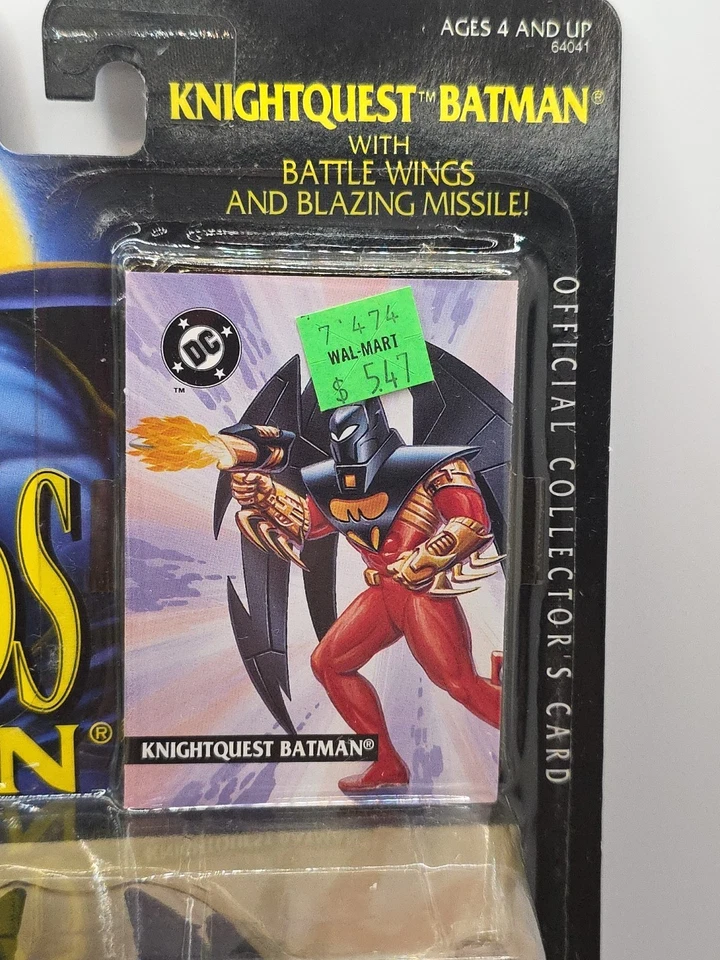 AGES 4 AND UP
64041
KNIGHTQUEST™ BATMAN®
WITH
BATTLE WINGS
AND BLAZING MISSILE!
OFFICIAL COLLECTOR'S CARD
DC
TM
7 474
WAL-MART
$ 5.47
KNIGHTQUEST BATMAN®
S
N®